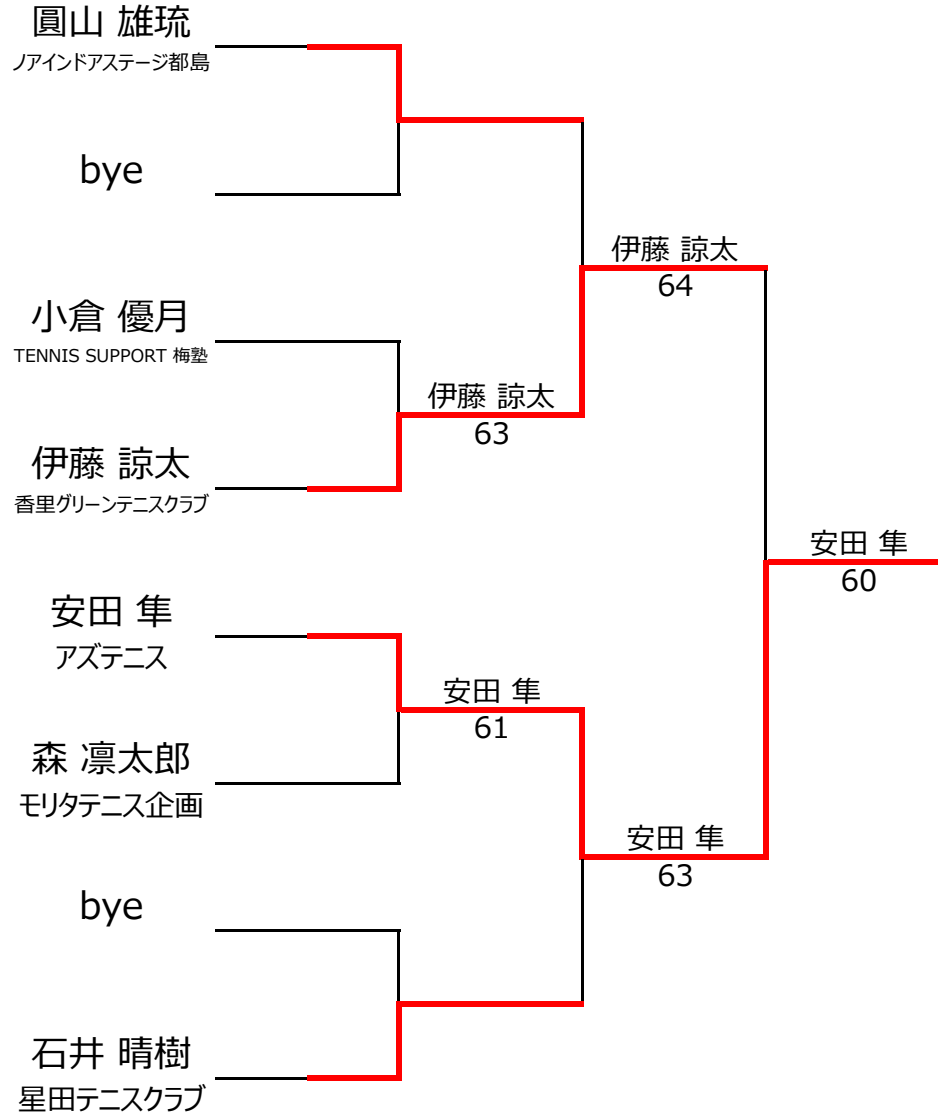 圓山 雄琉
ノアインドアステージ都島
bye
小倉 優月
TENNIS SUPPORT 梅塾
伊藤 諒太
香里グリーンテニスクラブ
安田 隼
アズテニス
森 凛太郎
モリタテニス企画
bye
石井 晴樹
星田テニスクラブ
伊藤 諒太
63
安田 隼
61
伊藤 諒太
64
安田 隼
63
安田 隼
60